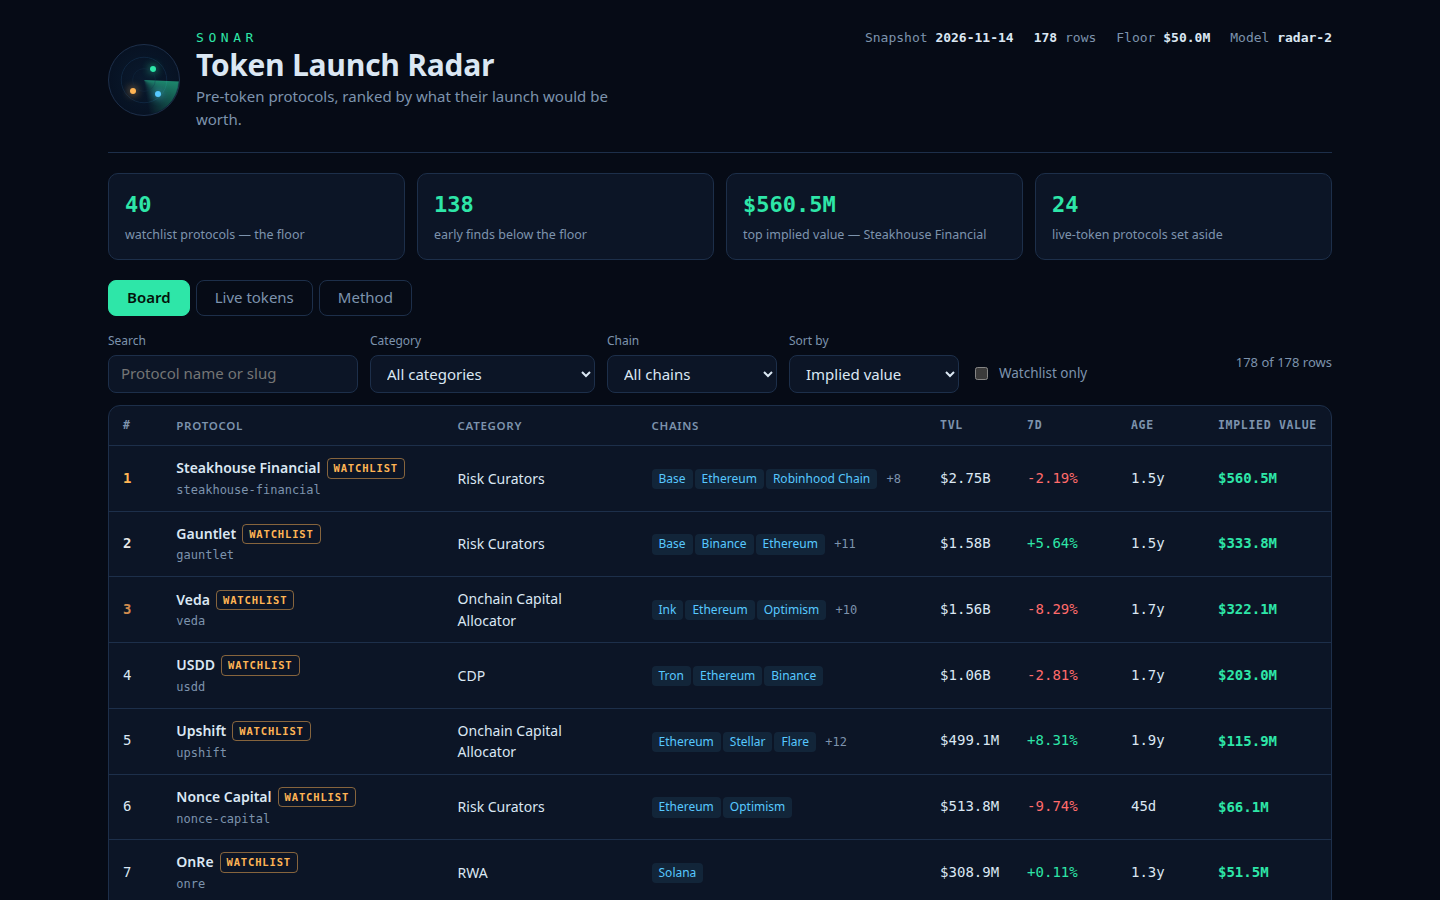 SONAR
Token Launch Radar
Pre-token protocols, ranked by what their launch would be
worth.
Snapshot 2026-11-14 178 rows Floor $50.0M Model radar-2
40
watchlist protocols — the floor
138
early finds below the floor
$560.5M
top implied value — Steakhouse Financial
24
live-token protocols set aside
Board Live tokens Method
Search Category Chain Sort by
Protocol name or slug All categories All chains Implied value Watchlist only 178 of 178 rows
# PROTOCOL CATEGORY CHAINS TVL 7D AGE IMPLIED VALUE
1 Steakhouse Financial WATCHLIST Risk Curators Base Ethereum Robinhood Chain +8 $2.75B -2.19% 1.5y $560.5M
steakhouse-financial
2 Gauntlet WATCHLIST Risk Curators Base Binance Ethereum +11 $1.58B +5.64% 1.5y $333.8M
gauntlet
3 Veda WATCHLIST Onchain Capital Allocator Ink Ethereum Optimism +10 $1.56B -8.29% 1.7y $322.1M
veda
4 USDD WATCHLIST CDP Tron Ethereum Binance $1.06B -2.81% 1.7y $203.0M
usdd
5 Upshift WATCHLIST Onchain Capital Allocator Ethereum Stellar Flare +12 $499.1M +8.31% 1.9y $115.9M
upshift
6 Nonce Capital WATCHLIST Risk Curators Ethereum Optimism $513.8M -9.74% 45d $66.1M
nonce-capital
7 OnRe WATCHLIST RWA Solana $308.9M +0.11% 1.3y $51.5M
onre